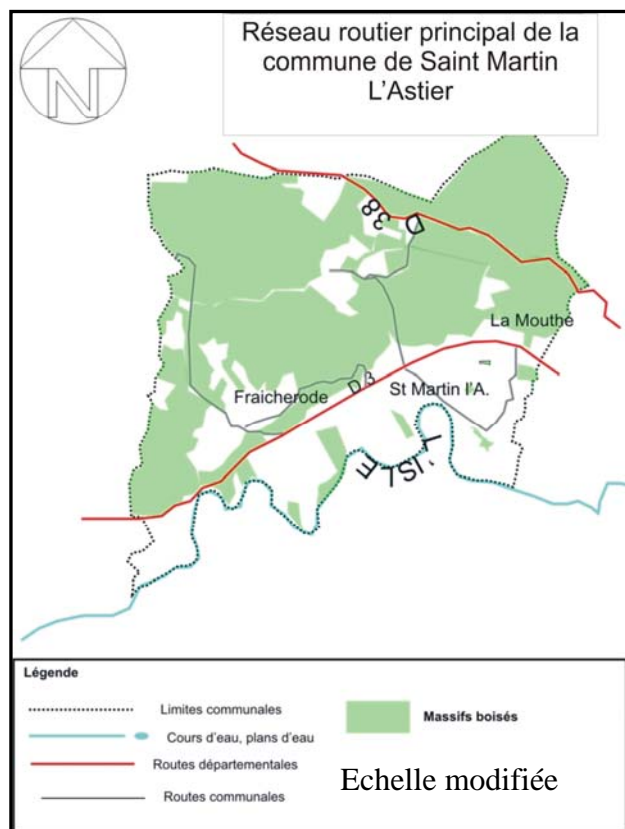 N
Réseau routier principal de la
commune de Saint Martin
L'Astier
D 38
La Mouthe
D 3
Fraicherode
St Martin l'A.
L'ISLE
Légende
Limites communales
Massifs boisés
Cours d'eau, plans d'eau
Routes départementales
Routes communales
Echelle modifiée